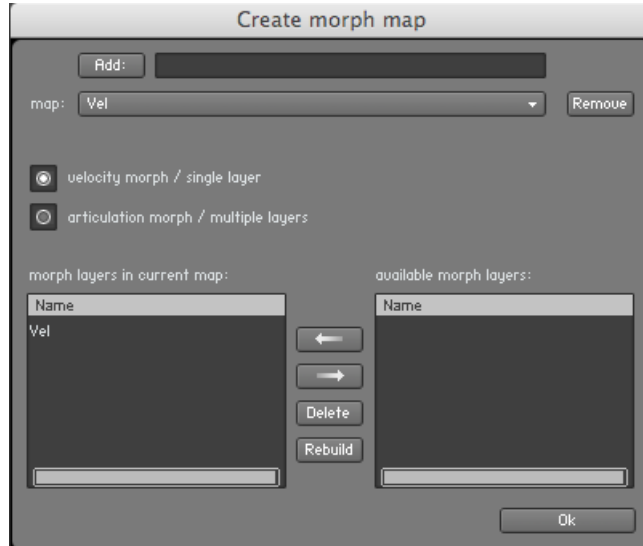 Create morph map
Add:
map: Vel Remove
velocity morph / single layer
articulation morph / multiple layers
morph layers in current map:
available morph layers:
Name
Name
Vel
Delete
Rebuild
Ok